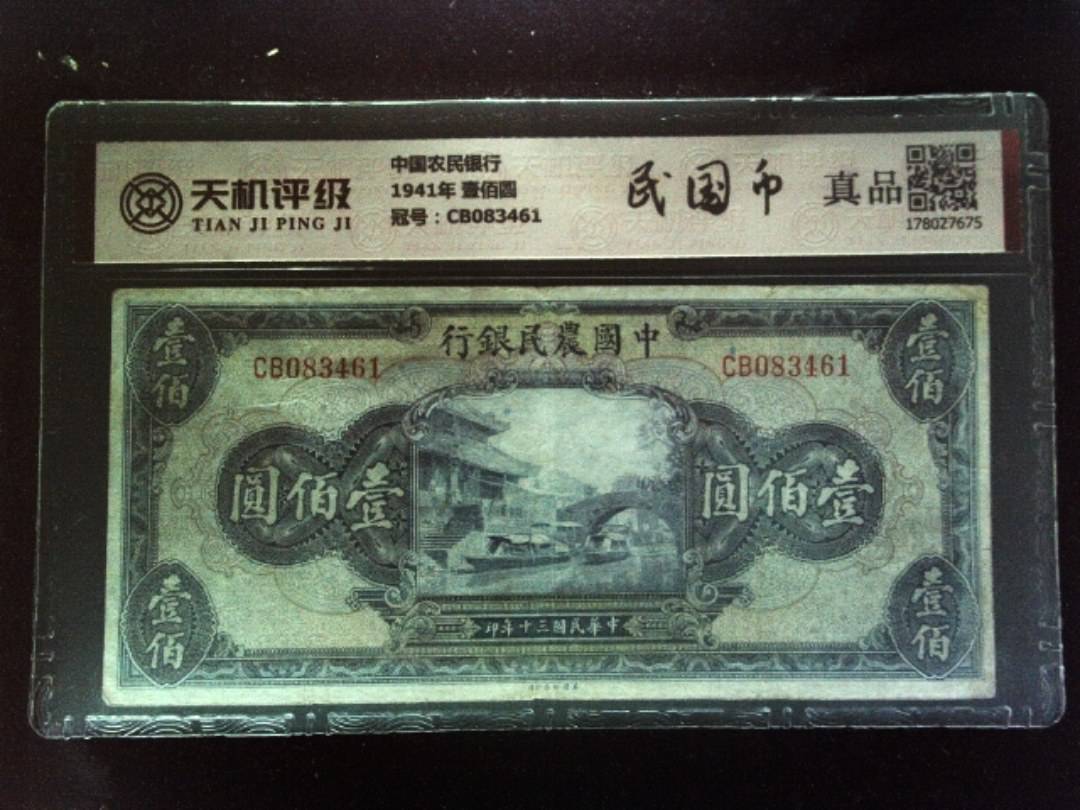 天机评级
TIAN JI PING JI
中国农民银行
1941年 壹佰圆
冠号：CB083461
民国币
真品
178027675
行銀民農國中
CB083461
CB083461
壹佰
壹佰
圓佰壹
圓佰壹
壹佰
壹佰
印年十三國民華中